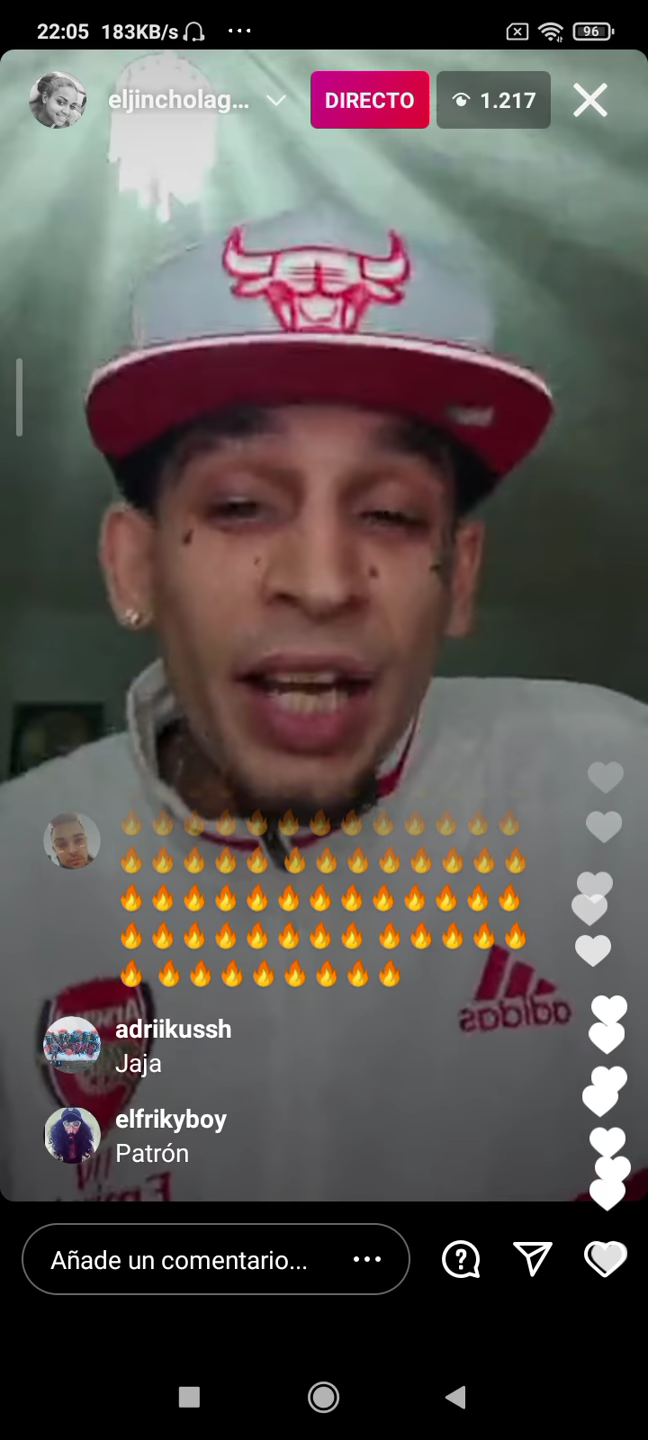 22:05 183KB/s ...
96
eljincholag...
DIRECTO
1.217
🔥🔥🔥🔥🔥🔥🔥🔥🔥🔥🔥🔥🔥
🔥🔥🔥🔥🔥🔥🔥🔥🔥🔥🔥🔥🔥
🔥🔥🔥🔥🔥🔥🔥🔥🔥🔥🔥🔥🔥
🔥🔥🔥🔥🔥🔥🔥🔥 🔥🔥🔥🔥🔥
🔥 🔥🔥🔥🔥🔥🔥🔥🔥
adidas
adriikussh
Jaja
elfrikyboy
Patrón
Añade un comentario...